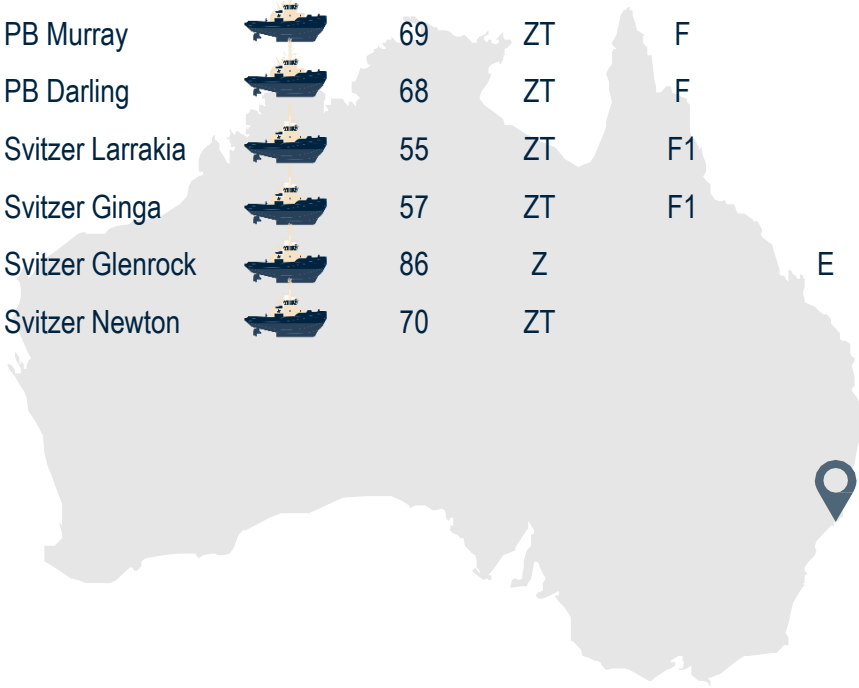 PB Murray 69 ZT F
PB Darling 68 ZT F
Svitzer Larrakia 55 ZT F1
Svitzer Ginga 57 ZT F1
Svitzer Glenrock 86 Z E
Svitzer Newton 70 ZT